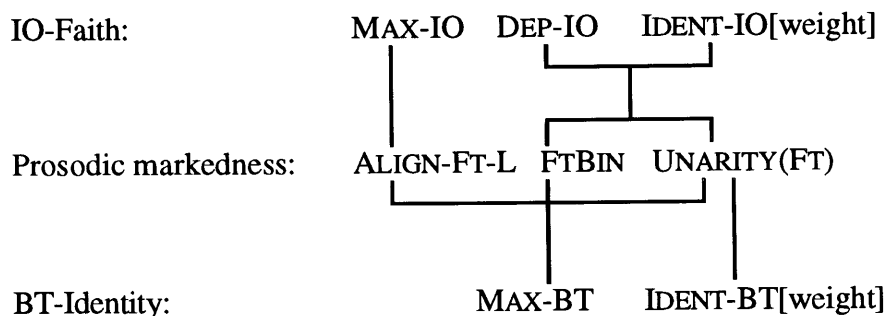 IO-Faith: MAX-IO DEP-IO IDENT-IO[weight]
Prosodic markedness: ALIGN-FT-L FTBIN UNARITY(FT)
BT-Identity: MAX-BT IDENT-BT[weight]